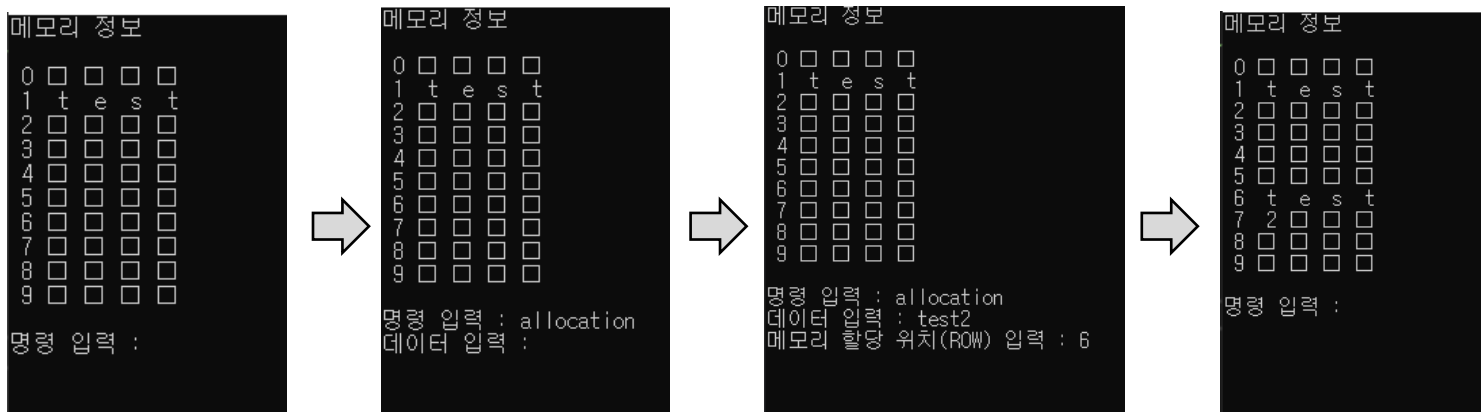 메모리 정보
0 □ □ □ □
1 t e s t
2 □ □ □ □
3 □ □ □ □
4 □ □ □ □
5 □ □ □ □
6 □ □ □ □
7 □ □ □ □
8 □ □ □ □
9 □ □ □ □
명령 입력 :
메모리 정보
0 □ □ □ □
1 t e s t
2 □ □ □ □
3 □ □ □ □
4 □ □ □ □
5 □ □ □ □
6 □ □ □ □
7 □ □ □ □
8 □ □ □ □
9 □ □ □ □
명령 입력 : allocation
데이터 입력 :
메모리 정보
0 □ □ □ □
1 t e s t
2 □ □ □ □
3 □ □ □ □
4 □ □ □ □
5 □ □ □ □
6 □ □ □ □
7 □ □ □ □
8 □ □ □ □
9 □ □ □ □
명령 입력 : allocation
데이터 입력 : test2
메모리 할당 위치(ROW) 입력 : 6
메모리 정보
0 □ □ □ □
1 t e s t
2 □ □ □ □
3 □ □ □ □
4 □ □ □ □
5 □ □ □ □
6 t e s t
7 2 □ □ □
8 □ □ □ □
9 □ □ □ □
명령 입력 :